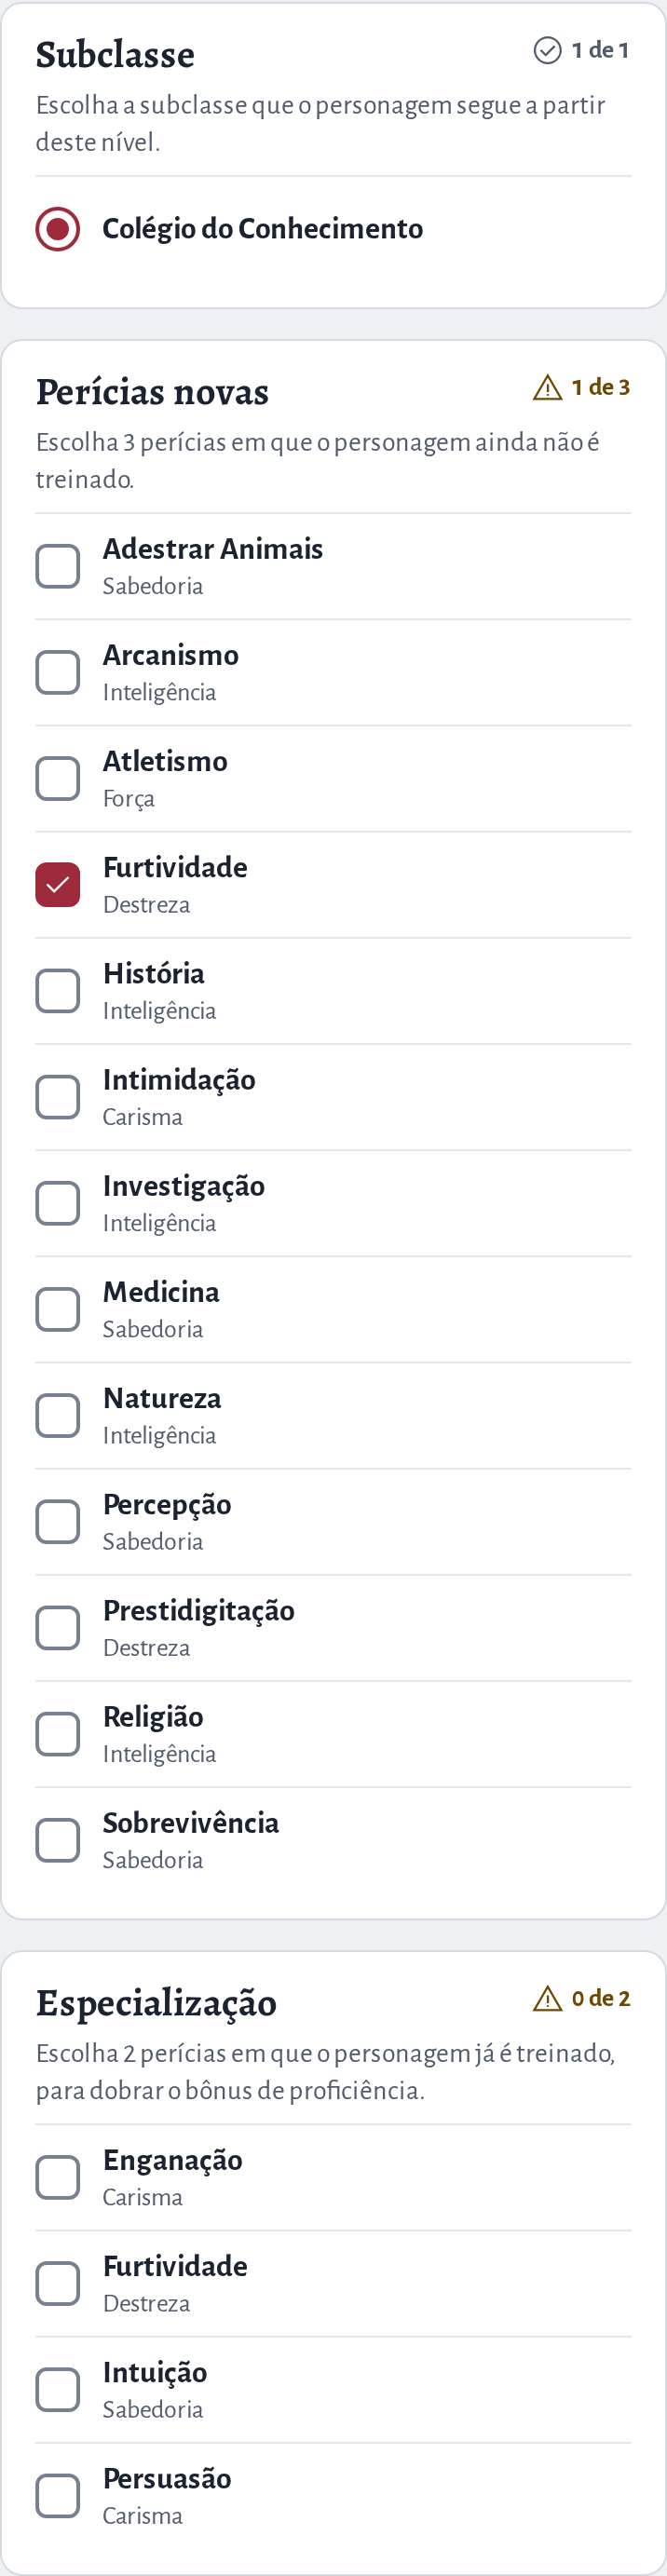 Subclasse
1 de 1
Escolha a subclasse que o personagem segue a partir
deste nível.
Colégio do Conhecimento
Perícias novas
1 de 3
Escolha 3 perícias em que o personagem ainda não é
treinado.
Adestrar Animais
Sabedoria
Arcanismo
Inteligência
Atletismo
Força
Furtividade
Destreza
História
Inteligência
Intimidação
Carisma
Investigação
Inteligência
Medicina
Sabedoria
Natureza
Inteligência
Percepção
Sabedoria
Prestidigitação
Destreza
Religião
Inteligência
Sobrevivência
Sabedoria
Especialização
0 de 2
Escolha 2 perícias em que o personagem já é treinado,
para dobrar o bônus de proficiência.
Enganação
Carisma
Furtividade
Destreza
Intuição
Sabedoria
Persuasão
Carisma